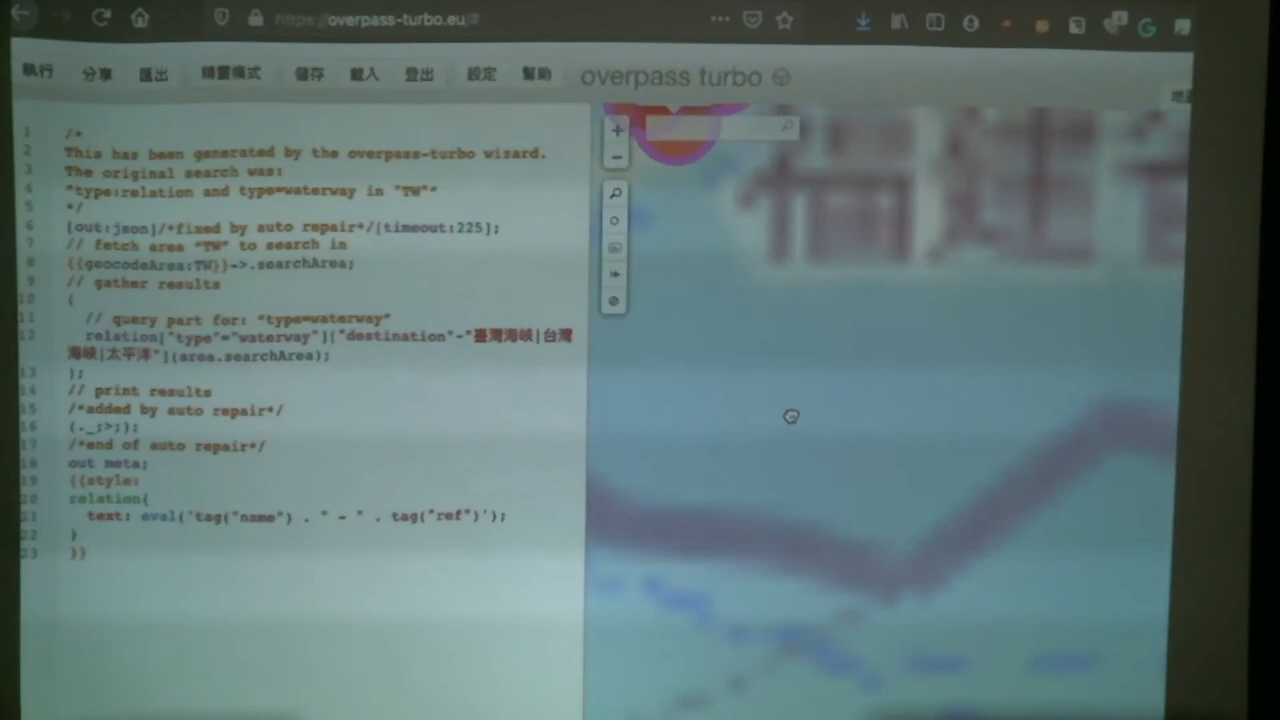 https://overpass-turbo.eu/#
執行 分享 匯出 精靈模式 儲存 載入 登出 設定 幫助 overpass turbo
1 /*
2 This has been generated by the overpass-turbo wizard.
3 The original search was:
4 "type:relation and type=waterway in "TW""
5 */
6 [out:json]/*fixed by auto repair*/[timeout:225];
7 // fetch area "TW" to search in
8 {{geocodeArea:TW}}->.searchArea;
9 // gather results
10 (
11 // query part for: "type=waterway"
12 relation["type"="waterway"]["destination"~"臺灣海峽|台灣
海峽|太平洋"](area.searchArea);
13 );
14 // print results
15 /*added by auto repair*/
16 (._;>;);
17 /*end of auto repair*/
18 out meta;
19 {{style:
20 relation{
21 text: eval('tag("name") . " - " . tag("ref")');
22 }
23 }}
+
−
福建省